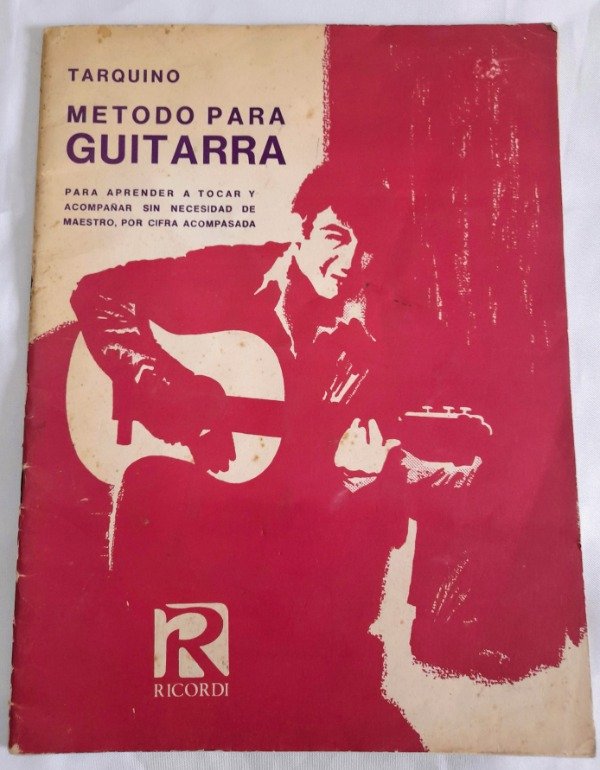 TARQUINO
METODO PARA
GUITARRA
PARA APRENDER A TOCAR Y
ACOMPAÑAR SIN NECESIDAD DE
MAESTRO, POR CIFRA ACOMPASADA
R
RICORDI